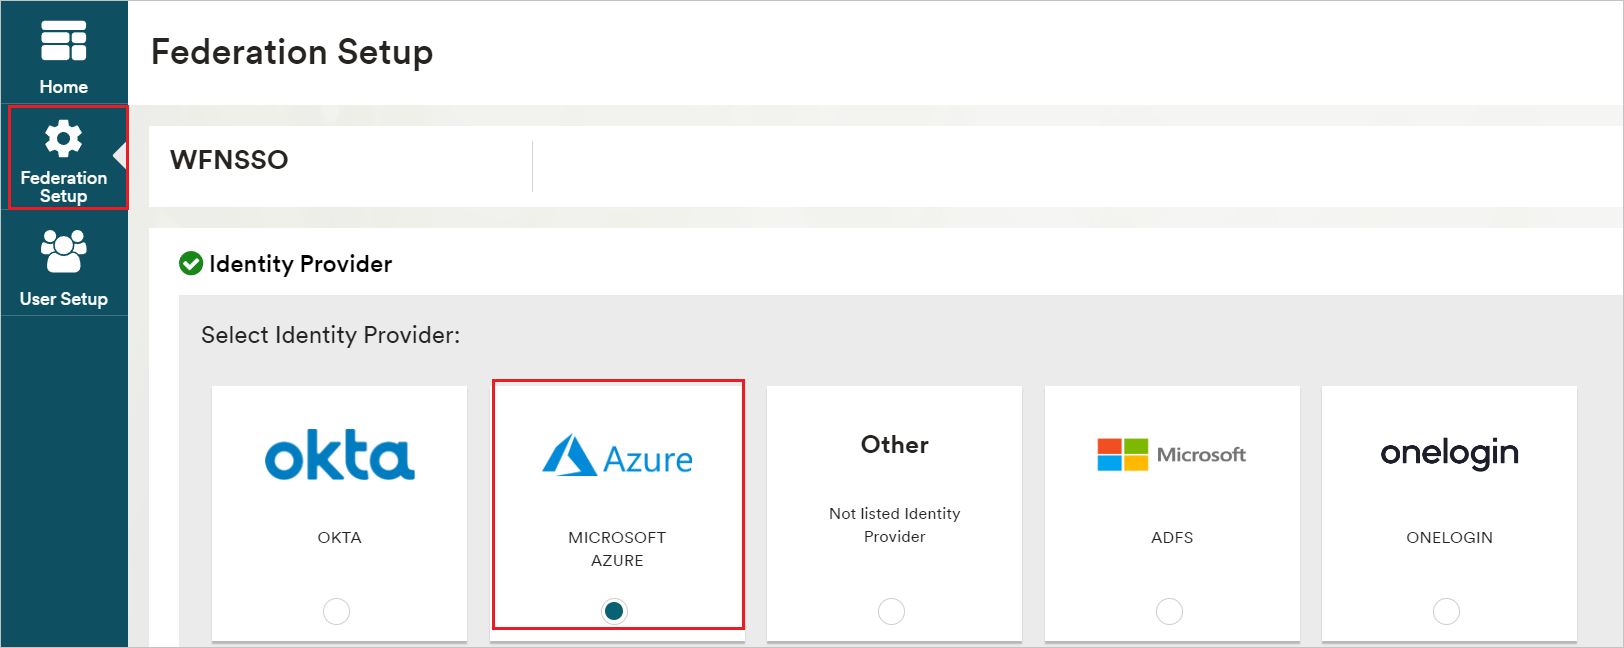 Home
Federation
Setup
User Setup
Federation Setup
WFNSSO
Identity Provider
Select Identity Provider:
okta
OKTA
Azure
MICROSOFT
AZURE
Other
Not listed Identity
Provider
Microsoft
ADFS
onelogin
ONELOGIN